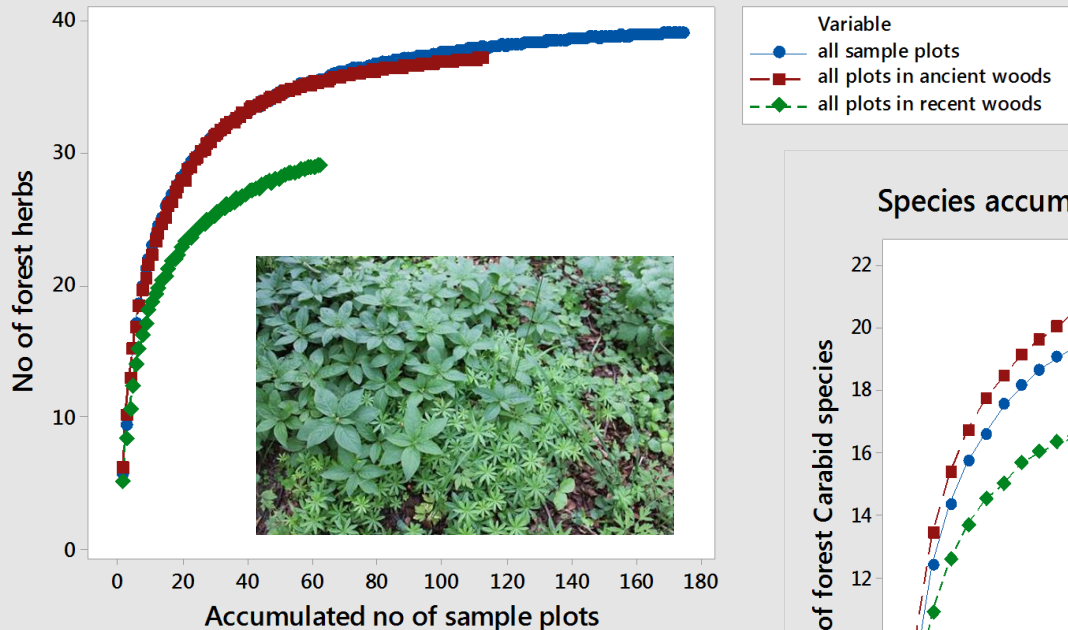 40
30
20
10
0
No of forest herbs
0 20 40 60 80 100 120 140 160 180
Accumulated no of sample plots
Variable
all sample plots
all plots in ancient woods
all plots in recent woods
Species accum
22
20
18
16
14
12
of forest Carabid species